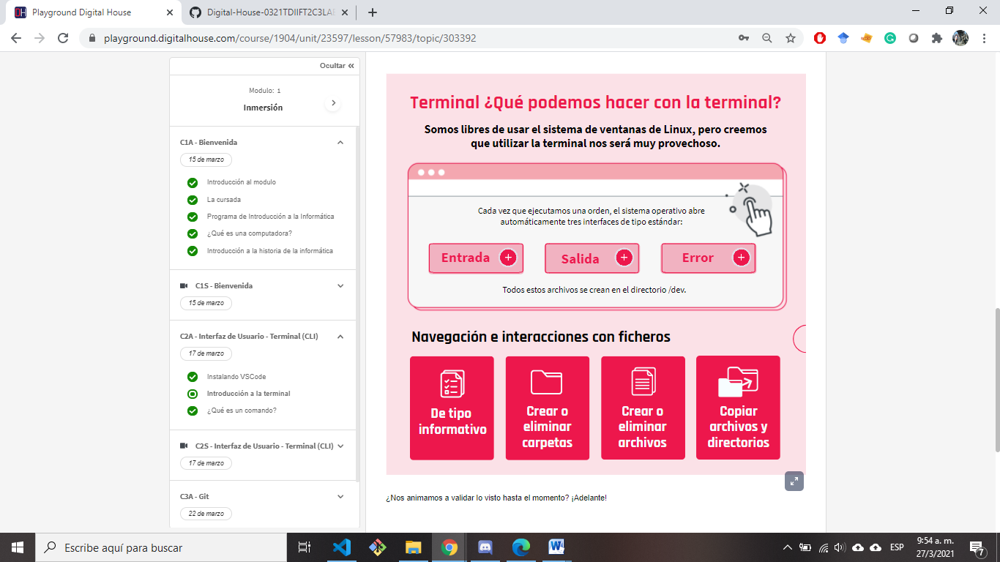 Playground Digital House
Digital-House-0321TDIIFT2C3LAE
playground.digitalhouse.com/course/1904/unit/23597/lesson/57983/topic/303392
Ocultar
Modulo: 1
Inmersión
C1A - Bienvenida
15 de marzo
Introducción al modulo
La cursada
Programa de Introducción a la Informática
¿Qué es una computadora?
Introducción a la historia de la informática
C1S - Bienvenida
15 de marzo
C2A - Interfaz de Usuario - Terminal (CLI)
17 de marzo
Instalando VSCode
Introducción a la terminal
¿Qué es un comando?
C2S - Interfaz de Usuario - Terminal (CLI)
17 de marzo
C3A - Git
22 de marzo
Terminal ¿Qué podemos hacer con la terminal?
Somos libres de usar el sistema de ventanas de Linux, pero creemos
que utilizar la terminal nos será muy provechoso.
Cada vez que ejecutamos una orden, el sistema operativo abre
automáticamente tres interfaces de tipo estándar:
Entrada
Salida
Error
Todos estos archivos se crean en el directorio /dev.
Navegación e interacciones con ficheros
De tipo
informativo
Crear o
eliminar
carpetas
Crear o
eliminar
archivos
Copiar
archivos y
directorios
¿Nos animamos a validar lo visto hasta el momento? ¡Adelante!
Escribe aquí para buscar
ESP
9:54 a. m.
27/3/2021
7